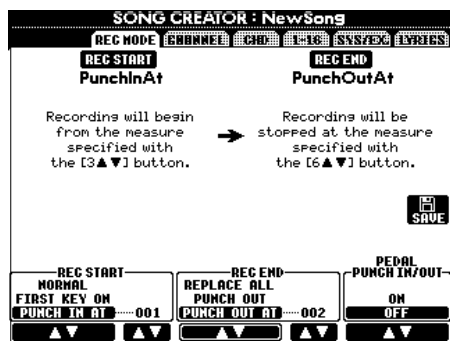 SONG CREATOR : NewSong
REC MODE CHANNEL CHD 1-16 SYS/EX. LYRICS
REC START REC END
PunchInAt PunchOutAt
Recording will begin
from the measure
specified with
the [3▲▼] button.
➔
Recording will be
stopped at the measure
specified with
the [6▲▼] button.
SAVE
REC START
NORMAL
FIRST KEY ON
PUNCH IN AT 001
▲▼ ▲▼
REC END
REPLACE ALL
PUNCH OUT
PUNCH OUT AT 002
▲▼ ▲▼
PEDAL
PUNCH IN/OUT
ON
OFF
▲▼